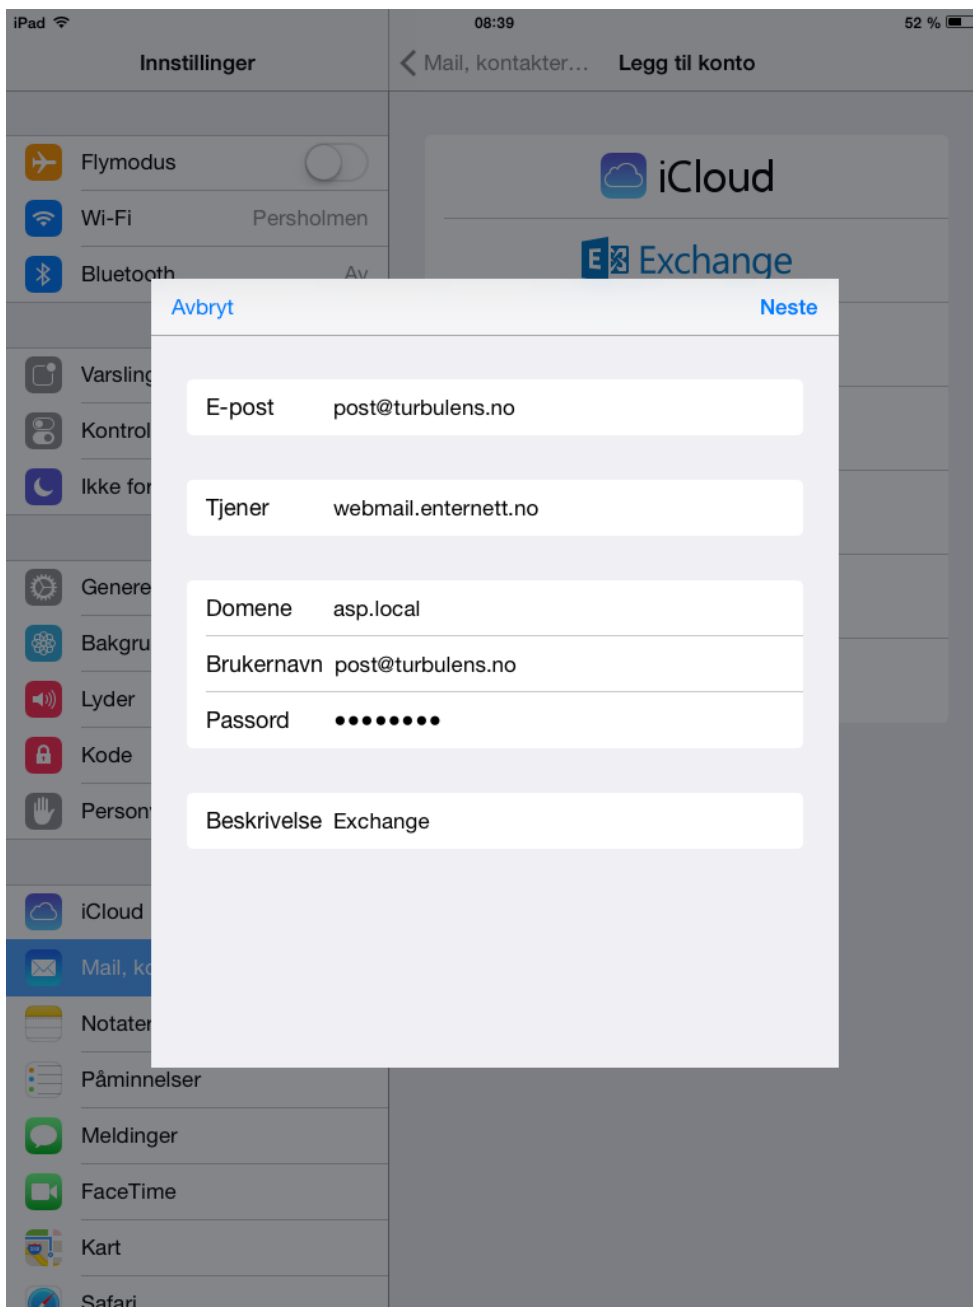 iPad 08:39 52 %
Innstillinger
Mail, kontakter... Legg til konto
Flymodus
Wi-Fi Persholmen
Bluetooth Av
iCloud
Exchange
Avbryt Neste
E-post post@turbulens.no
Tjener webmail.enternett.no
Domene asp.local
Brukernavn post@turbulens.no
Passord ••••••••
Beskrivelse Exchange
Varsling
Kontrol
Ikke for
Genere
Bakgru
Lyder
Kode
Person
iCloud
Mail, ko
Notater
Påminnelser
Meldinger
FaceTime
Kart
Safari